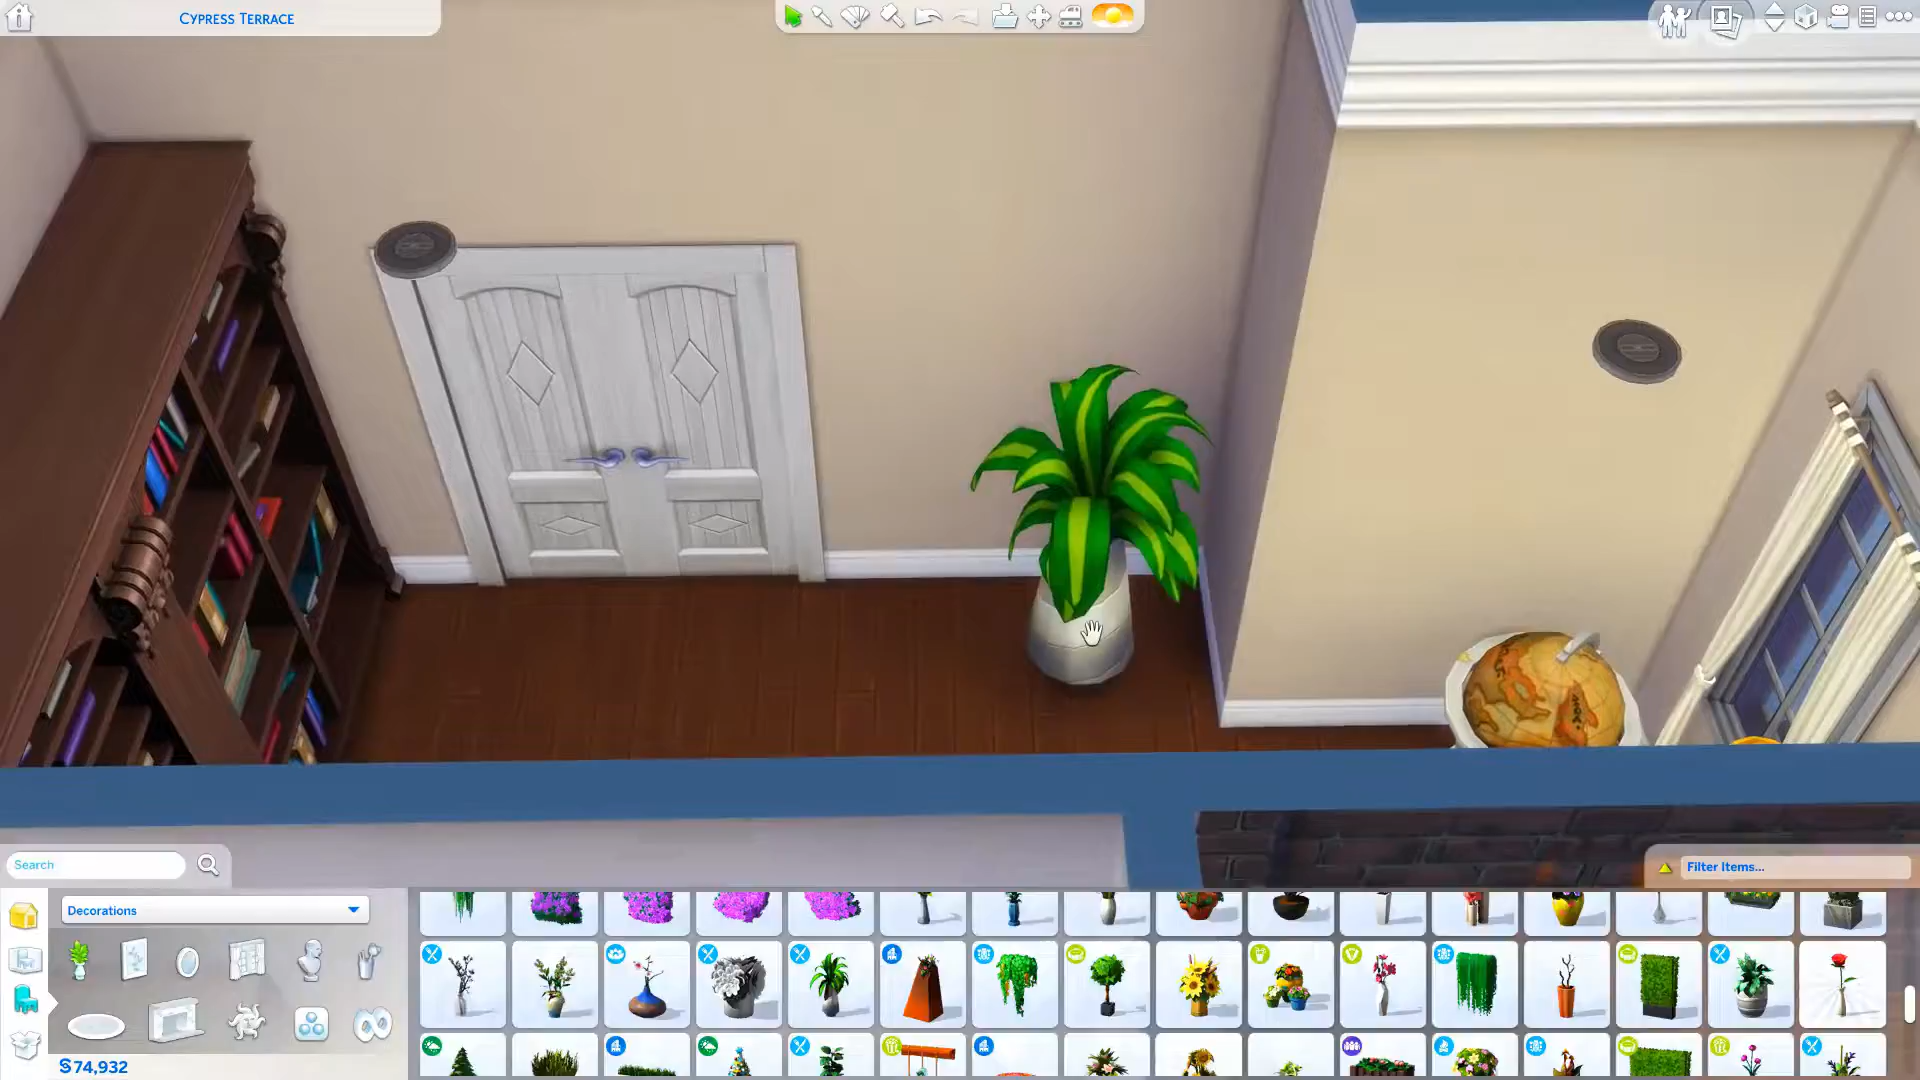 CYPRESS TERRACE
Search
Filter Items...
Decorations
§74,932